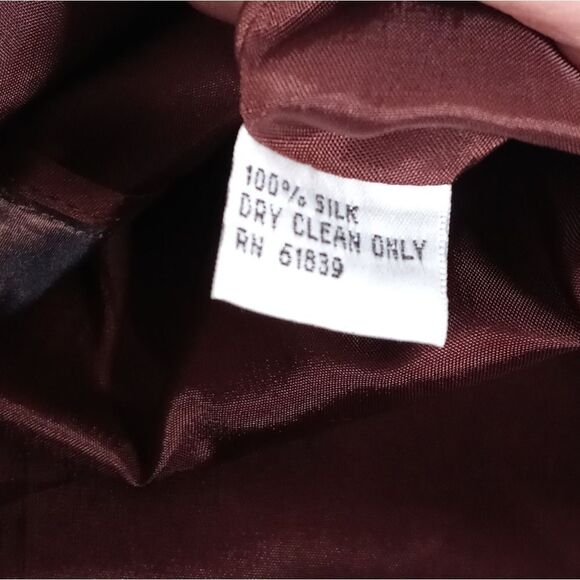 100% SILK
DRY CLEAN ONLY
RN 61839